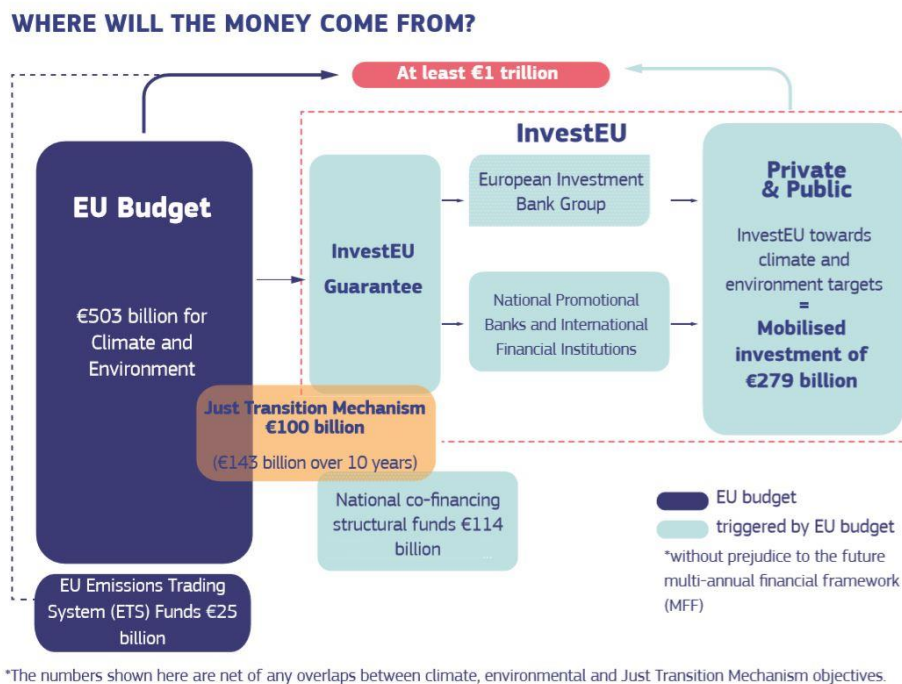 WHERE WILL THE MONEY COME FROM?
At least €1 trillion
InvestEU
EU Budget
€503 billion for
Climate and
Environment
InvestEU
Guarantee
European Investment
Bank Group
National Promotional
Banks and International
Financial Institutions
Private
& Public
InvestEU towards
climate and
environment targets
=
Mobilised
investment of
€279 billion
Just Transition Mechanism
€100 billion
(€143 billion over 10 years)
National co-financing
structural funds €114
billion
EU Emissions Trading
System (ETS) Funds €25
billion
EU budget
triggered by EU budget
*without prejudice to the future
multi-annual financial framework
(MFF)
*The numbers shown here are net of any overlaps between climate, environmental and Just Transition Mechanism objectives.